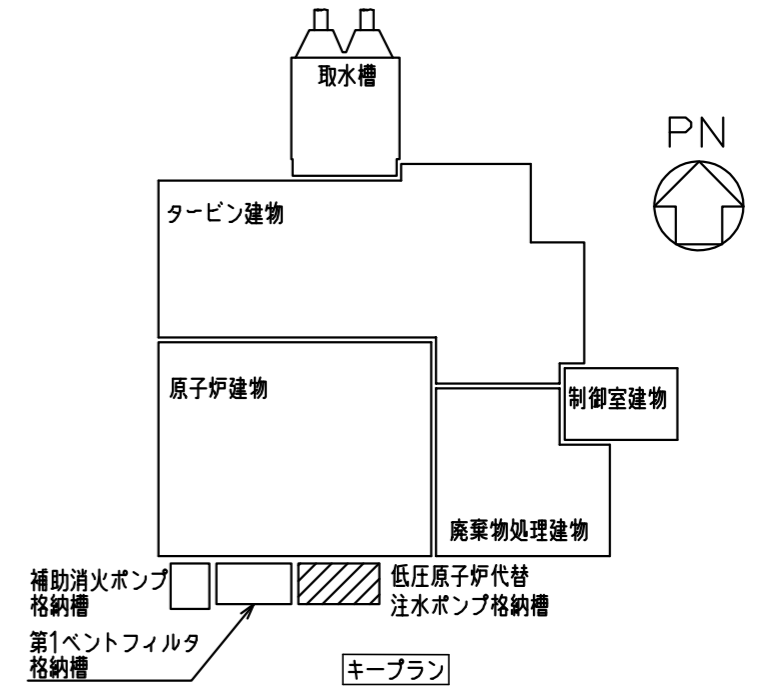 取水槽
PN
タービン建物
原子炉建物
制御室建物
廃棄物処理建物
補助消火ポンプ
格納槽
低圧原子炉代替
注水ポンプ格納槽
第1ベントフィルタ
格納槽
キープラン